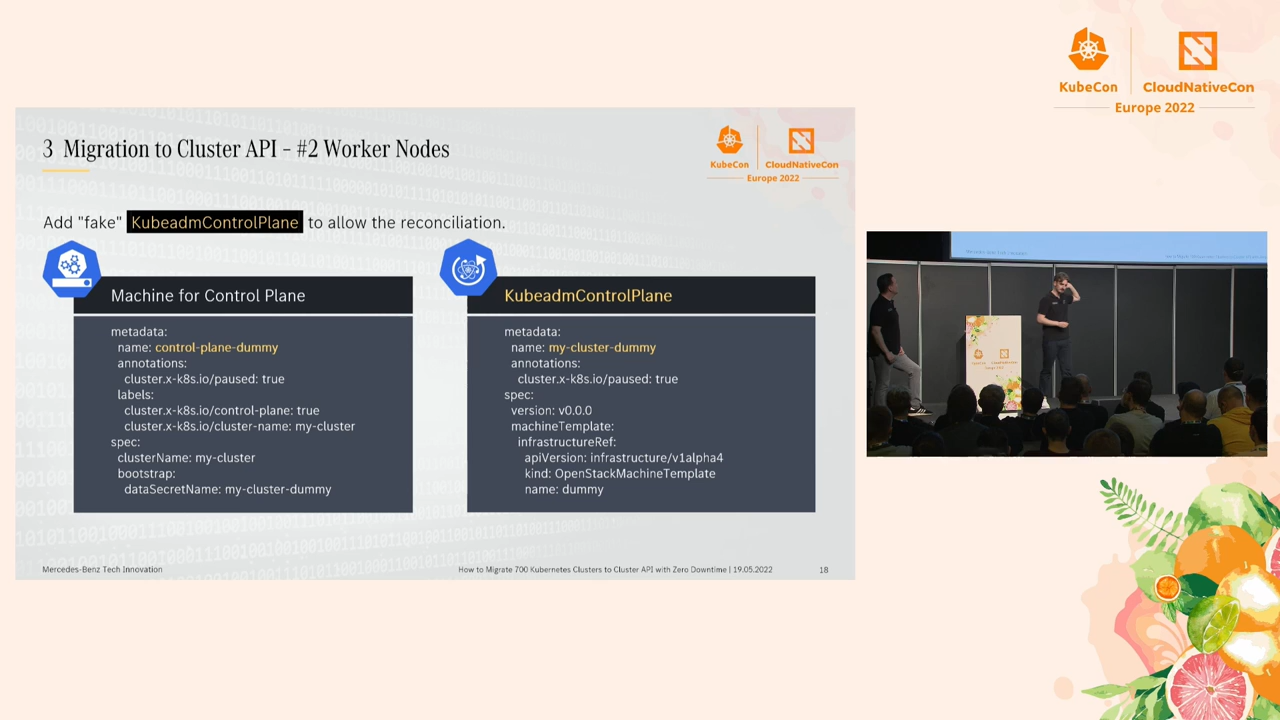 KubeCon
CloudNativeCon
Europe 2022
3 Migration to Cluster API – #2 Worker Nodes
KubeCon
CloudNativeCon
Europe 2022
Add "fake" KubeadmControlPlane to allow the reconciliation.
Machine for Control Plane
metadata:
name: control-plane-dummy
annotations:
cluster.x-k8s.io/paused: true
labels:
cluster.x-k8s.io/control-plane: true
cluster.x-k8s.io/cluster-name: my-cluster
spec:
clusterName: my-cluster
bootstrap:
dataSecretName: my-cluster-dummy
KubeadmControlPlane
metadata:
name: my-cluster-dummy
annotations:
cluster.x-k8s.io/paused: true
spec:
version: v0.0.0
machineTemplate:
infrastructureRef:
apiVersion: infrastructure/v1alpha4
kind: OpenStackMachineTemplate
name: dummy
Mercedes-Benz Tech Innovation
How to Migrate 700 Kubernetes Clusters to Cluster API with Zero Downtime | 19.05.2022
18